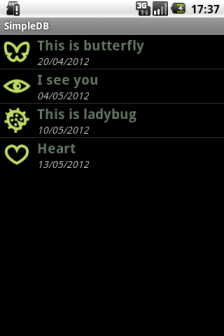 3G
17:37
SimpleDB
This is butterfly
20/04/2012
I see you
04/05/2012
This is ladybug
10/05/2012
Heart
13/05/2012